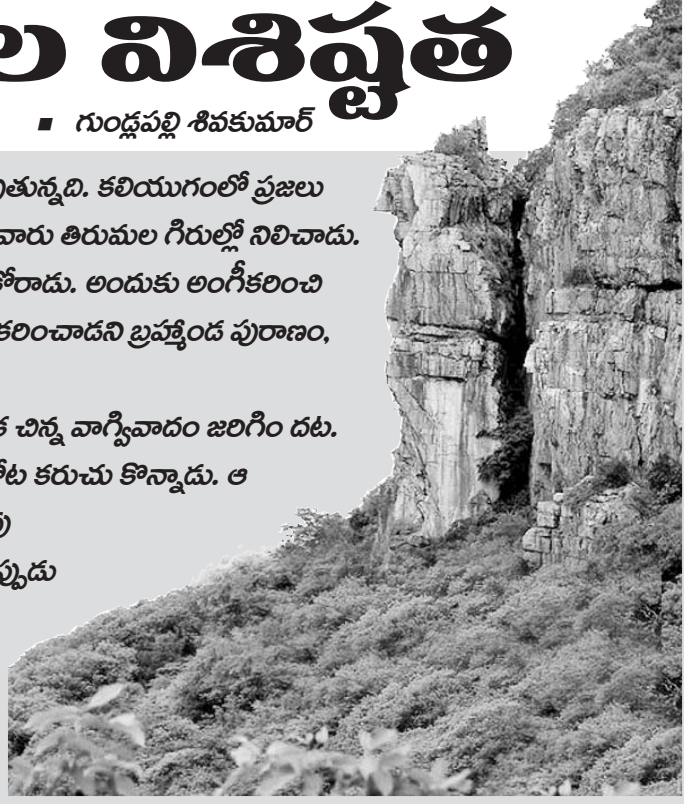 ల విశిష్టత
▪ గుండ్లపల్లి శివకుమార్
తున్నది. కలియుగంలో ప్రజలు
వారు తిరుమల గిరుల్లో నిలిచాడు.
కోరాడు. అందుకు అంగీకరించి
కరించాడని బ్రహ్మాండ పురాణం,
క చిన్న వాగ్వివాదం జరిగిం దట.
ోట కరుచు కొన్నాడు. ఆ
ప్పుడు